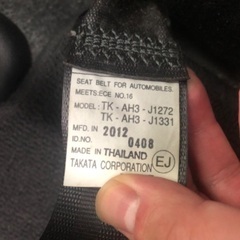 SEAT BELT FOR AUTOMOBILES
MEETS:ECE NO.16
MODEL: TK - AH3 - J1272
TK - AH3 - J1331
MFD. IN 2012
ID.NO. 0408
MADE IN THAILAND
TAKATA CORPORATION EJ